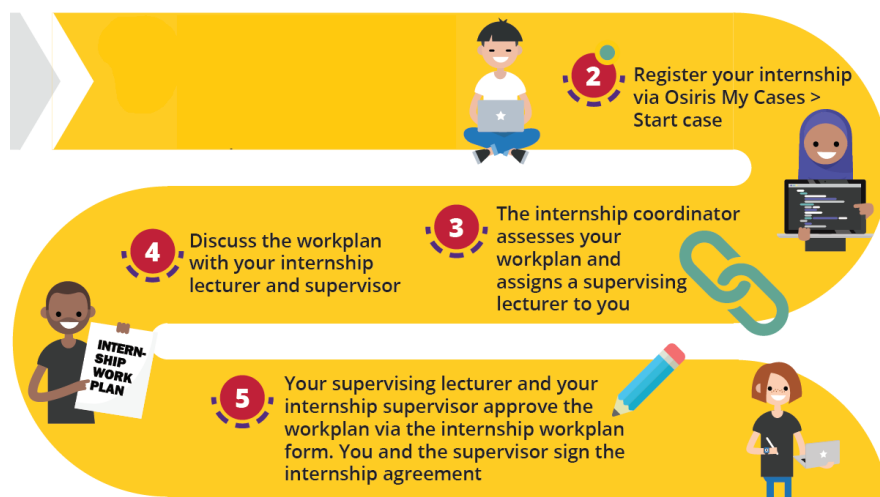 2
Register your internship
via Osiris My Cases >
Start case
3
The internship coordinator
assesses your
workplan and
assigns a supervising
lecturer to you
4
Discuss the workplan
with your internship
lecturer and supervisor
INTERN-
SHIP
WORK
PLAN
5
Your supervising lecturer and your
internship supervisor approve the
workplan via the internship workplan
form. You and the supervisor sign the
internship agreement